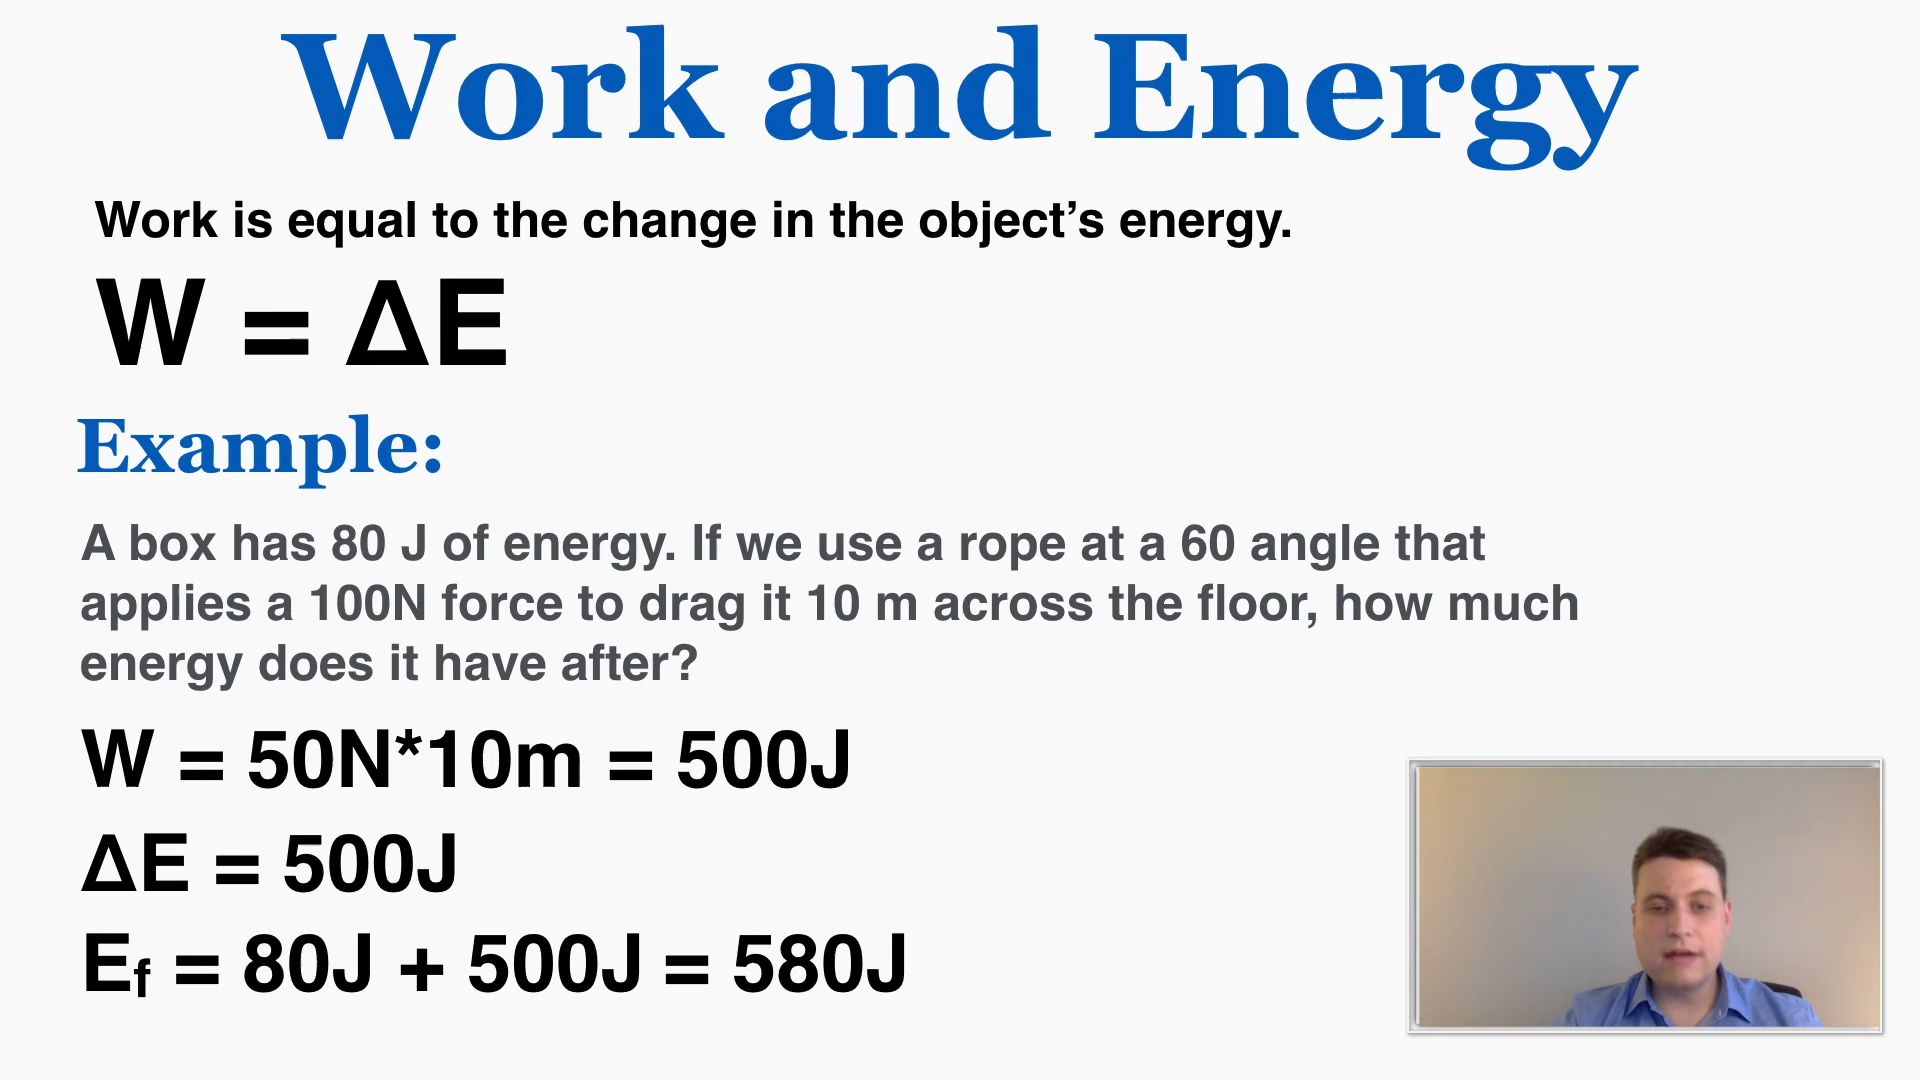 Work and Energy
Work is equal to the change in the object’s energy.
W = ΔE
Example:
A box has 80 J of energy. If we use a rope at a 60 angle that
applies a 100N force to drag it 10 m across the floor, how much
energy does it have after?
W = 50N*10m = 500J
ΔE = 500J
Ef = 80J + 500J = 580J